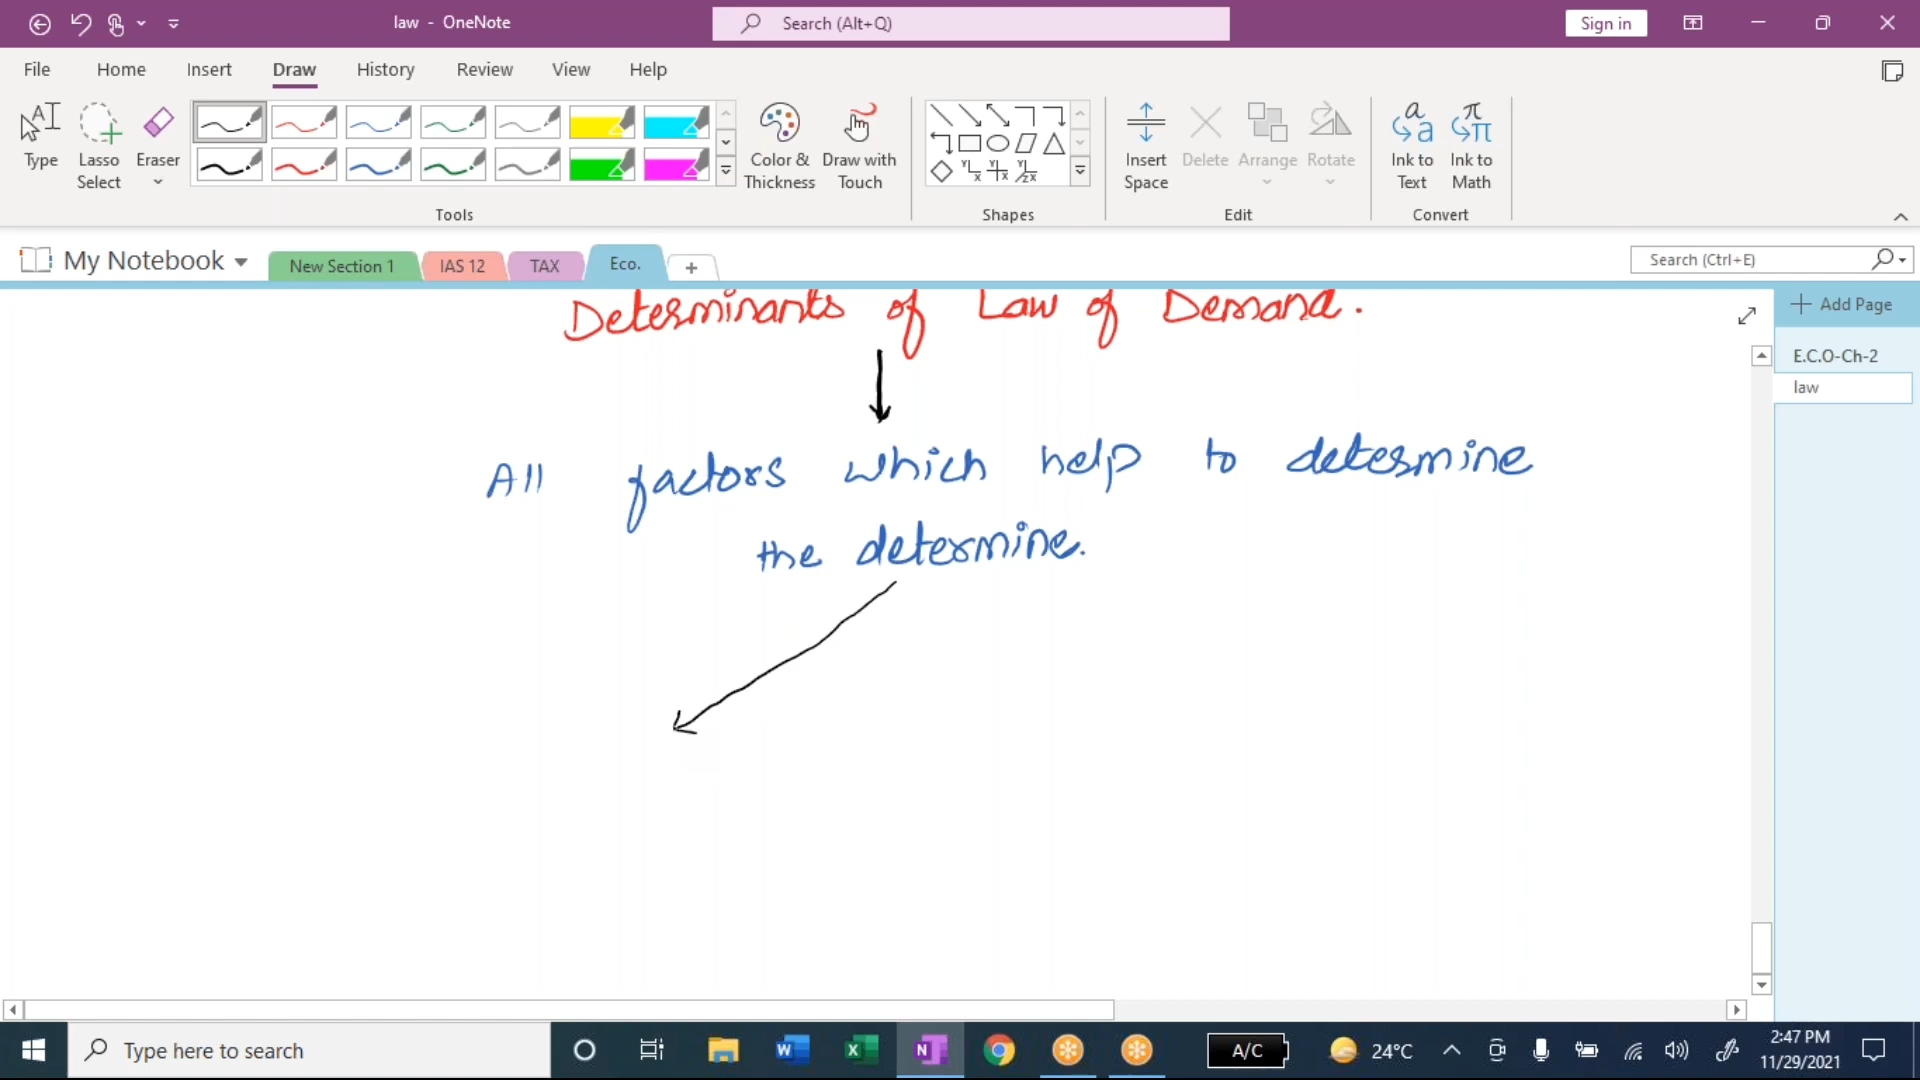 law - OneNote
Search (Alt+Q)
Sign in
File Home Insert Draw History Review View Help
Type
Lasso Select
Eraser
Color & Thickness
Draw with Touch
Insert Space
Delete
Arrange
Rotate
Ink to Text
Ink to Math
Tools
Shapes
Edit
Convert
My Notebook
New Section 1
IAS 12
TAX
Eco.
Search (Ctrl+E)
Add Page
E.C.O-Ch-2
law
Determinants of Law of Demand.
All factors which help to determine
the determine.
Type here to search
A/C
24°C
2:47 PM
11/29/2021